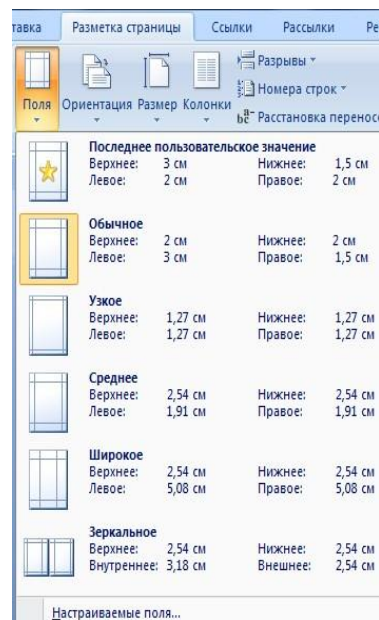 тавка Разметка страницы Ссылки Рассылки Ре
Поля Ориентация Размер Колонки
Разрывы
Номера строк
Расстановка перенос
Последнее пользовательское значение
Верхнее: 3 см Нижнее: 1,5 см
Левое: 2 см Правое: 2 см
Обычное
Верхнее: 2 см Нижнее: 2 см
Левое: 3 см Правое: 1,5 см
Узкое
Верхнее: 1,27 см Нижнее: 1,27 см
Левое: 1,27 см Правое: 1,27 см
Среднее
Верхнее: 2,54 см Нижнее: 2,54 см
Левое: 1,91 см Правое: 1,91 см
Широкое
Верхнее: 2,54 см Нижнее: 2,54 см
Левое: 5,08 см Правое: 5,08 см
Зеркальное
Верхнее: 2,54 см Нижнее: 2,54 см
Внутреннее: 3,18 см Внешнее: 2,54 см
Настраиваемые поля...